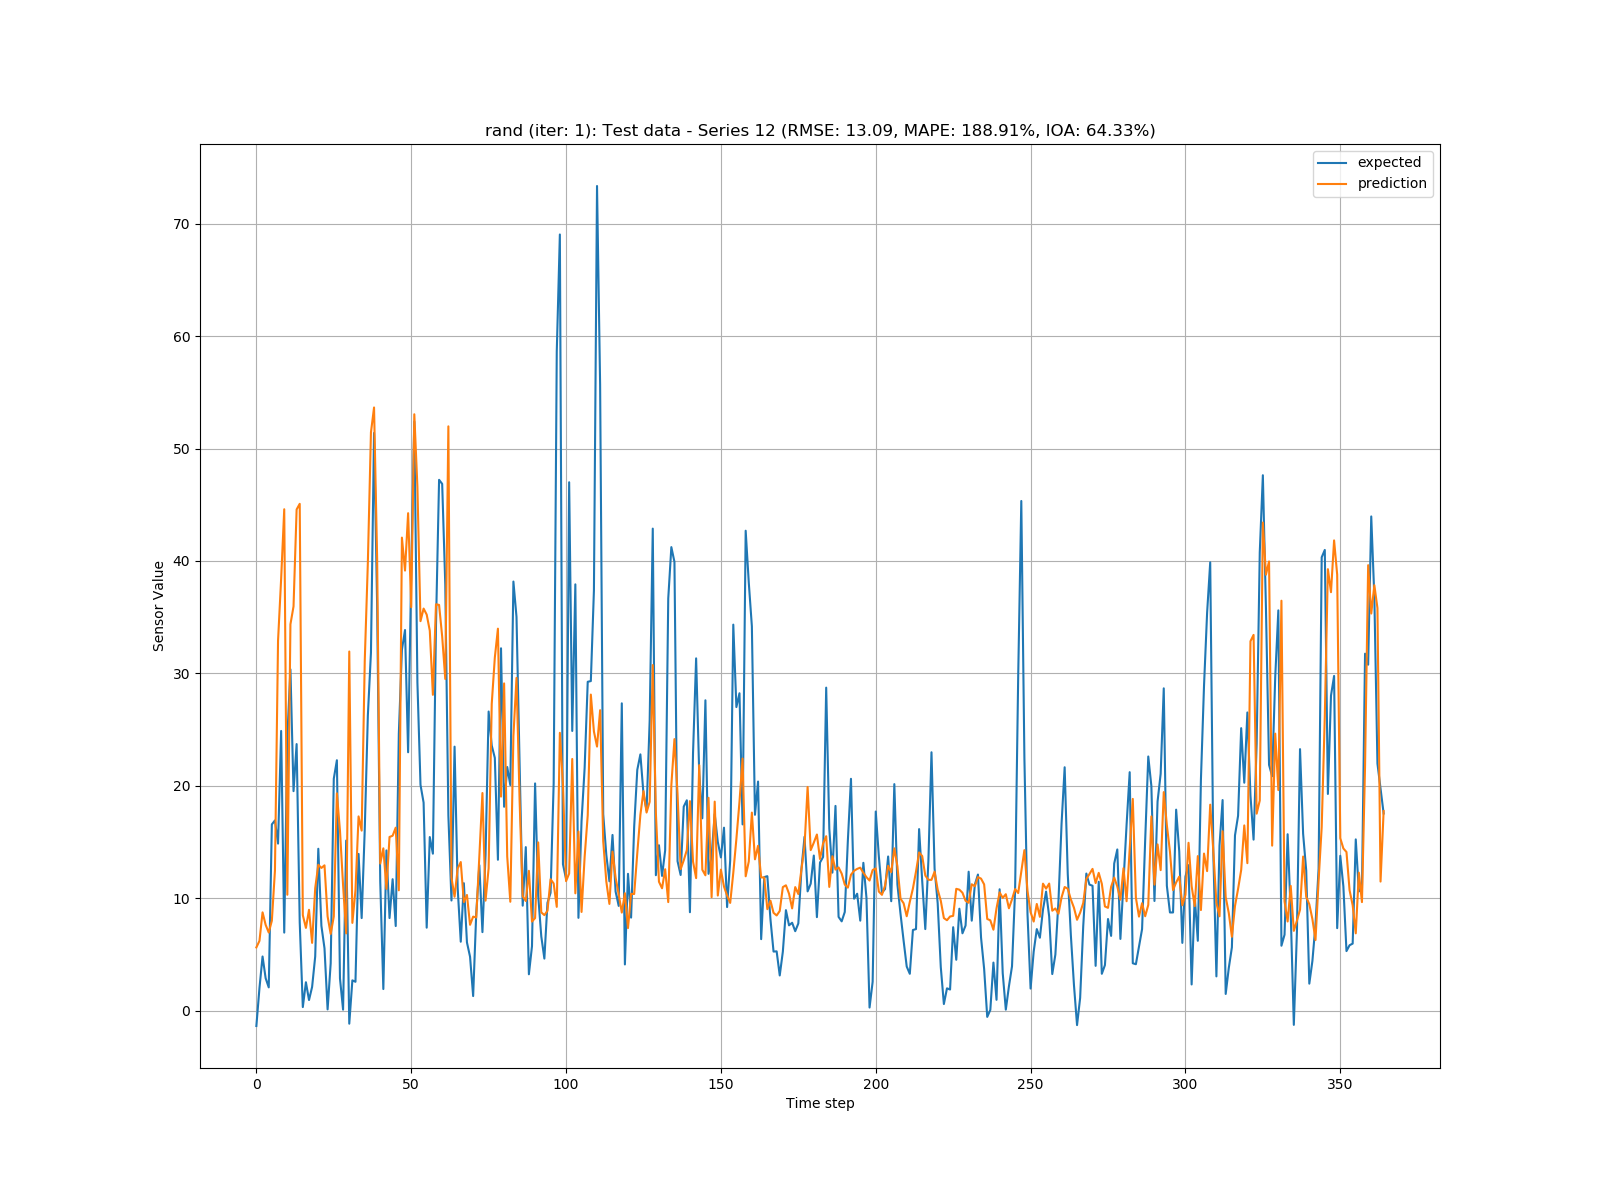 rand (iter: 1): Test data - Series 12 (RMSE: 13.09, MAPE: 188.91%, IOA: 64.33%)
expected
prediction
70
60
50
40
30
20
10
0
Sensor Value
0 50 100 150 200 250 300 350
Time step